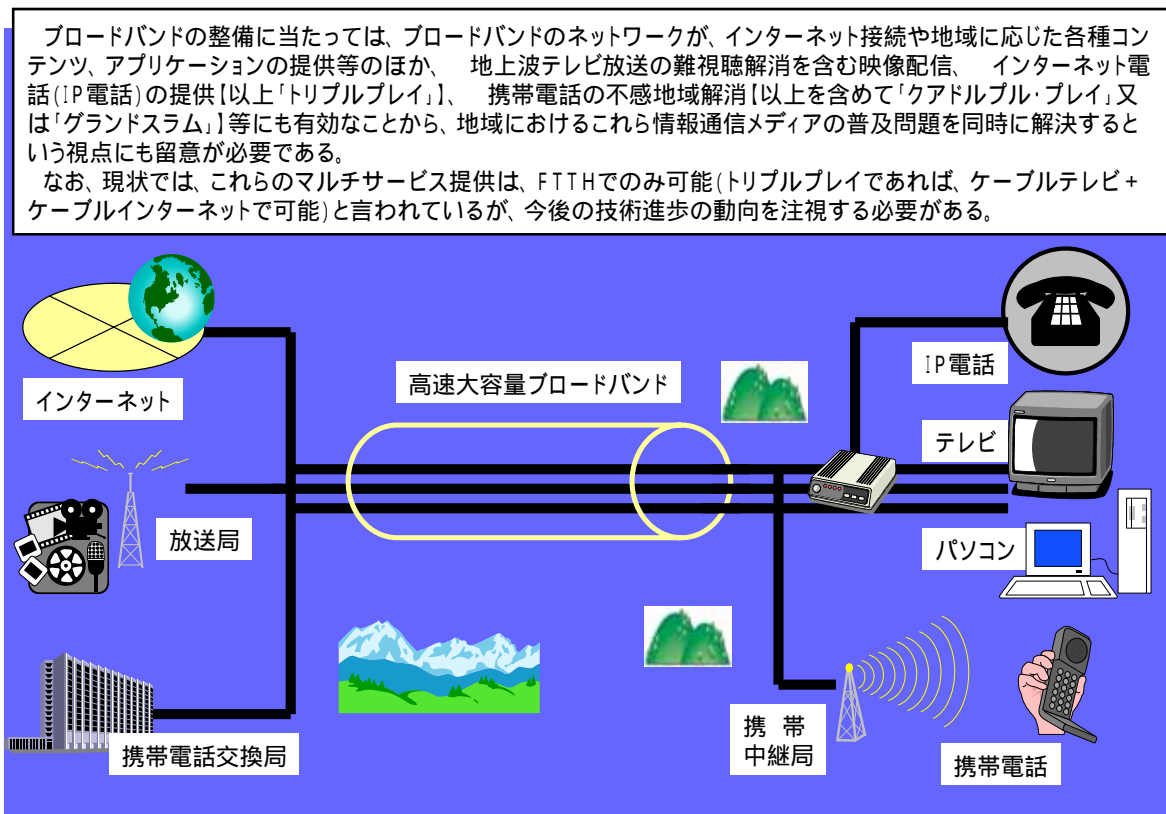 ブロードバンドの整備に当たっては、ブロードバンドのネットワークが、インターネット接続や地域に応じた各種コン
テンツ、アプリケーションの提供等のほか、　地上波テレビ放送の難視聴解消を含む映像配信、　インターネット電
話(IP電話)の提供【以上「トリプルプレイ」】、　携帯電話の不感地域解消【以上を含めて「クアドルプル・プレイ」又
は「グランドスラム」】等にも有効なことから、地域におけるこれら情報通信メディアの普及問題を同時に解決すると
いう視点にも留意が必要である。
なお、現状では、これらのマルチサービス提供は、FTTHでのみ可能(トリプルプレイであれば、ケーブルテレビ+
ケーブルインターネットで可能)と言われているが、今後の技術進歩の動向を注視する必要がある。
IP電話
高速大容量ブロードバンド
インターネット
テレビ
放送局
パソコン
携帯電話交換局
携 帯
中継局
携帯電話